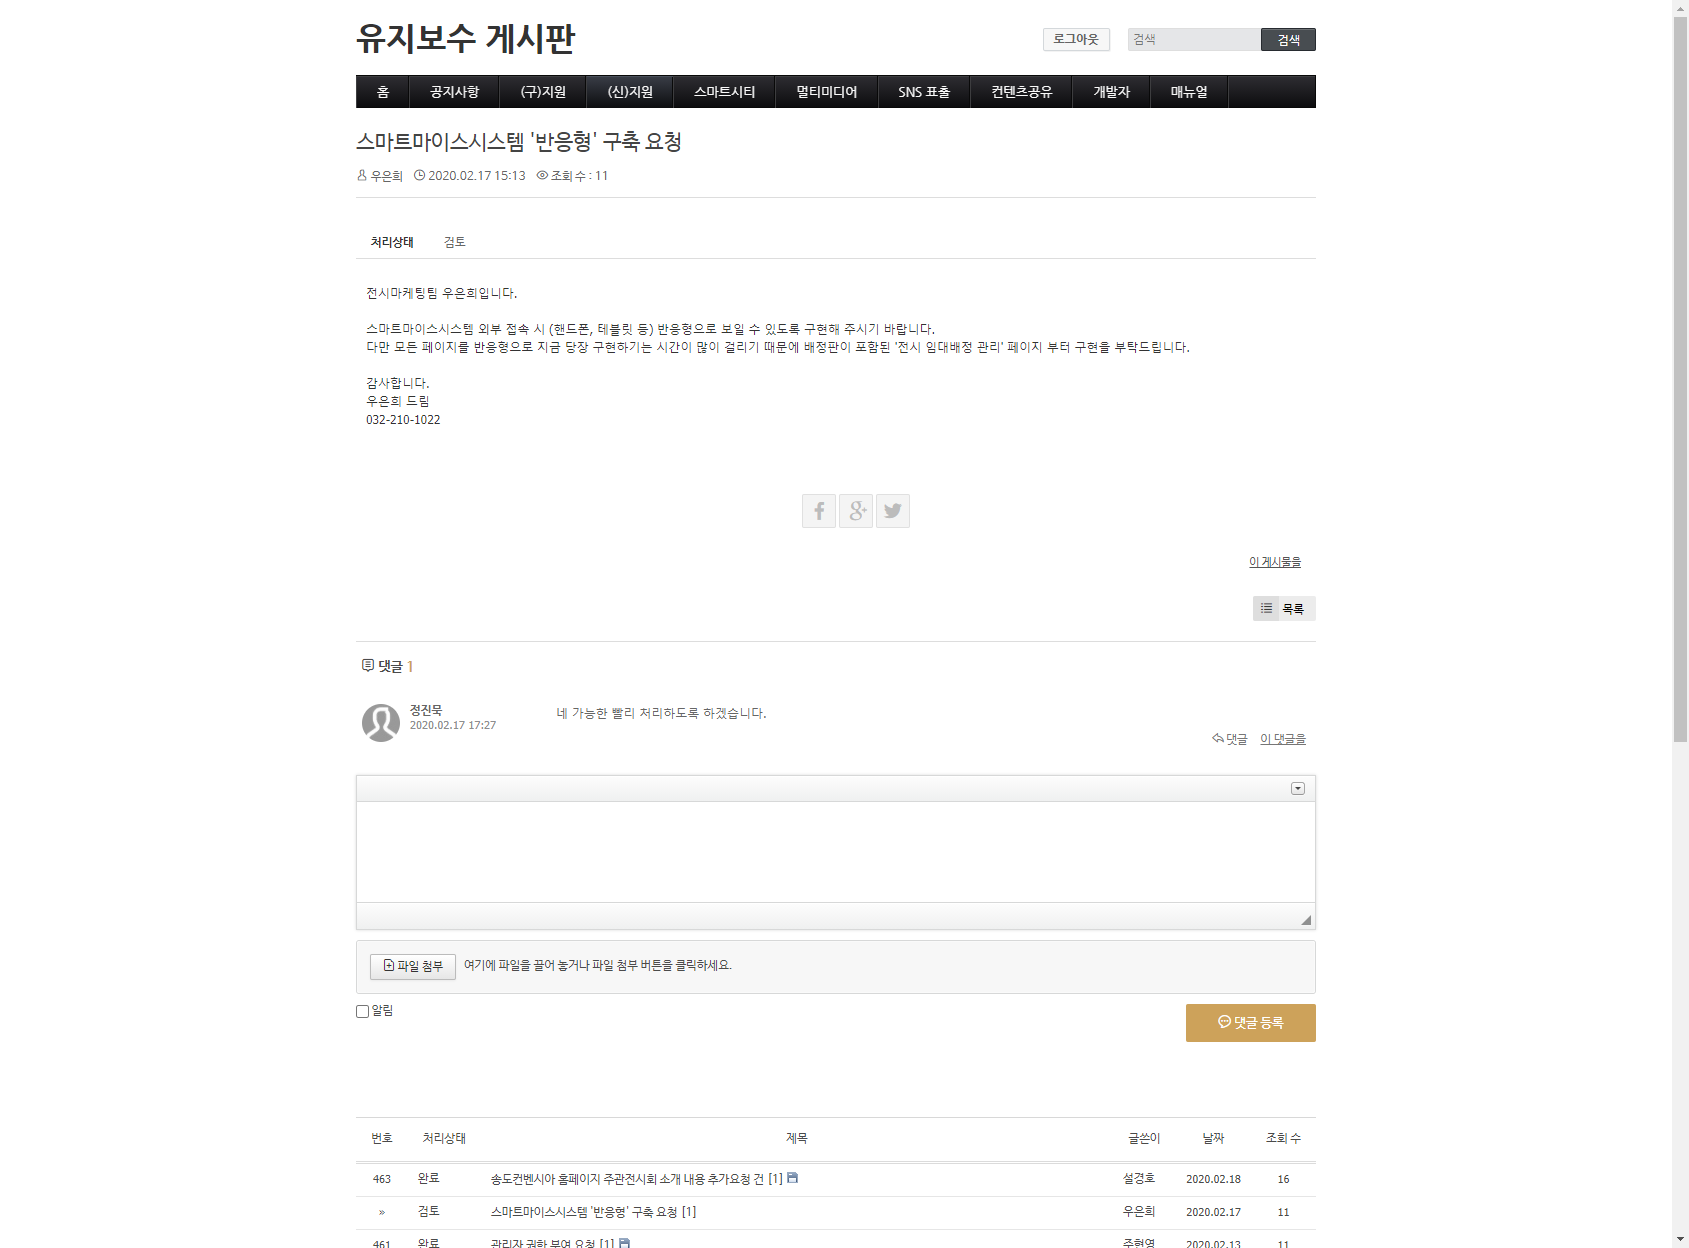 유지보수 게시판
로그아웃 검색 검색
홈 공지사항 (구)지원 (신)지원 스마트시티 멀티미디어 SNS 표출 컨텐츠공유 개발자 매뉴얼
스마트마이스시스템 '반응형' 구축 요청
우은희 2020.02.17 15:13 조회 수 : 11
처리상태 검토
전시마케팅팀 우은희입니다.
스마트마이스시스템 외부 접속 시 (핸드폰, 테블릿 등) 반응형으로 보일 수 있도록 구현해 주시기 바랍니다.
다만 모든 페이지를 반응형으로 지금 당장 구현하기는 시간이 많이 걸리기 때문에 배정판이 포함된 '전시 임대배정 관리' 페이지 부터 구현을 부탁드립니다.
감사합니다.
우은희 드림
032-210-1022
이 게시물을
목록
댓글 1
정진묵 네 가능한 빨리 처리하도록 하겠습니다.
2020.02.17 17:27
댓글 이 댓글을
파일 첨부 여기에 파일을 끌어 놓거나 파일 첨부 버튼을 클릭하세요.
알림
댓글 등록
번호 처리상태 제목 글쓴이 날짜 조회 수
463 완료 송도컨벤시아 홈페이지 주관전시회 소개 내용 추가요청 건 [1] 설경호 2020.02.18 16
» 검토 스마트마이스시스템 '반응형' 구축 요청 [1] 우은희 2020.02.17 11
461 완료 관리자 권한 부여 요청 [1] 주현영 2020.02.13 11